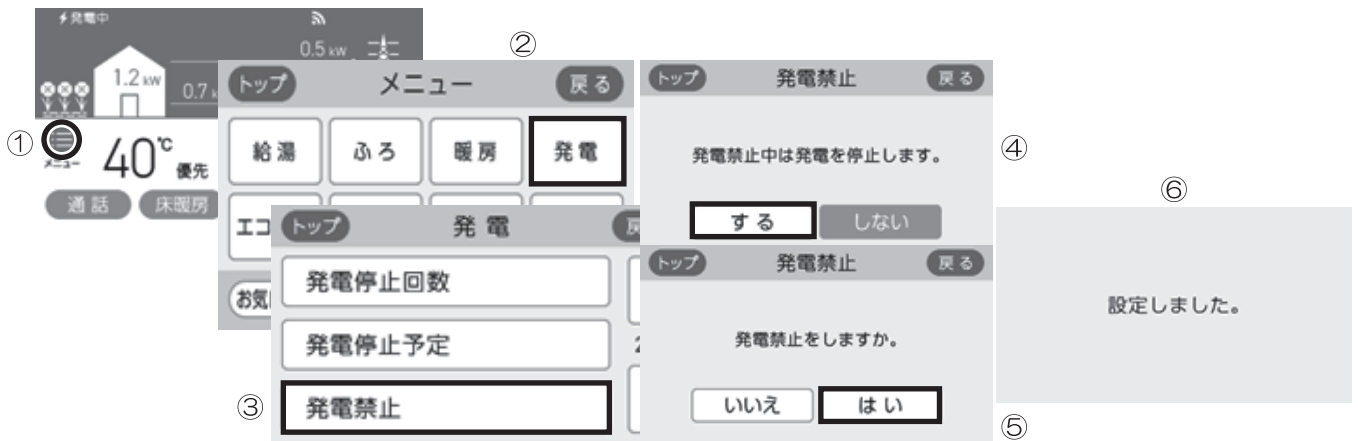 発電中
0.5 kW
1.2 kW
0.7
①
メニュー
40℃
優先
通話
床暖房
②
トップ
メニュー
戻る
給湯
ふろ
暖房
発電
エコ
お気
トップ
発電
戻
発電停止回数
発電停止予定
③
発電禁止
トップ
発電禁止
戻る
発電禁止中は発電を停止します。
④
する
しない
トップ
発電禁止
戻る
発電禁止をしますか。
いいえ
はい
⑤
⑥
設定しました。